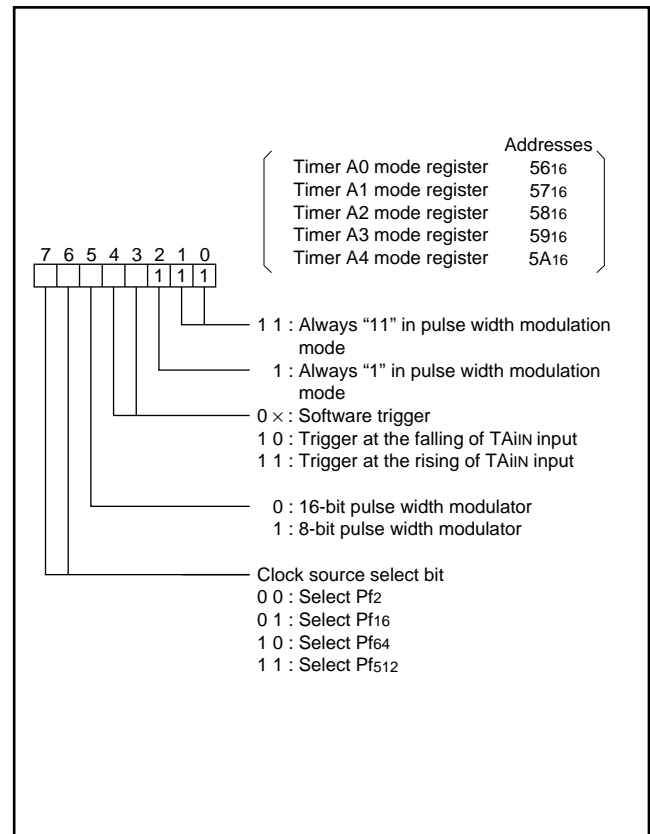 Addresses
Timer A0 mode register 5616
Timer A1 mode register 5716
Timer A2 mode register 5816
Timer A3 mode register 5916
Timer A4 mode register 5A16
7 6 5 4 3 2 1 0
1 1 1
1 1 : Always “11” in pulse width modulation
mode
1 : Always “1” in pulse width modulation
mode
0 × : Software trigger
1 0 : Trigger at the falling of TAiIN input
1 1 : Trigger at the rising of TAiIN input
0 : 16-bit pulse width modulator
1 : 8-bit pulse width modulator
Clock source select bit
0 0 : Select Pf2
0 1 : Select Pf16
1 0 : Select Pf64
1 1 : Select Pf512